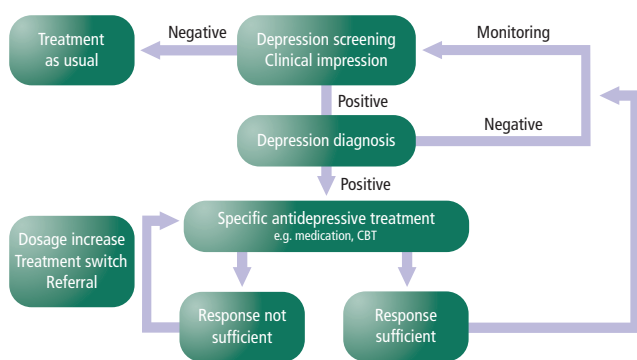 Treatment
as usual
Negative
Depression screening
Clinical impression
Monitoring
Positive
Depression diagnosis
Negative
Positive
Specific antidepressive treatment
e.g. medication, CBT
Dosage increase
Treatment switch
Referral
Response not
sufficient
Response
sufficient